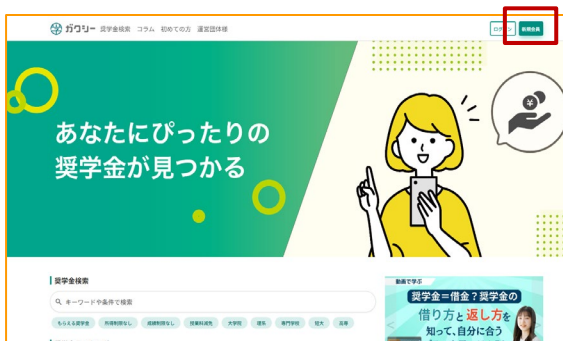 ガクシー 奨学金検索 コラム 初めての方 運営団体様
新規会員
あなたにぴったりの
奨学金が見つかる
奨学金検索
キーワードや条件で検索
もらえる奨学金 所得制限なし 成績制限なし 授業料減免 大学院 理系 専門学校 短大 高専
動画で学ぶ
奨学金=借金?奨学金の
借り方と返し方を
知って、自分に合う